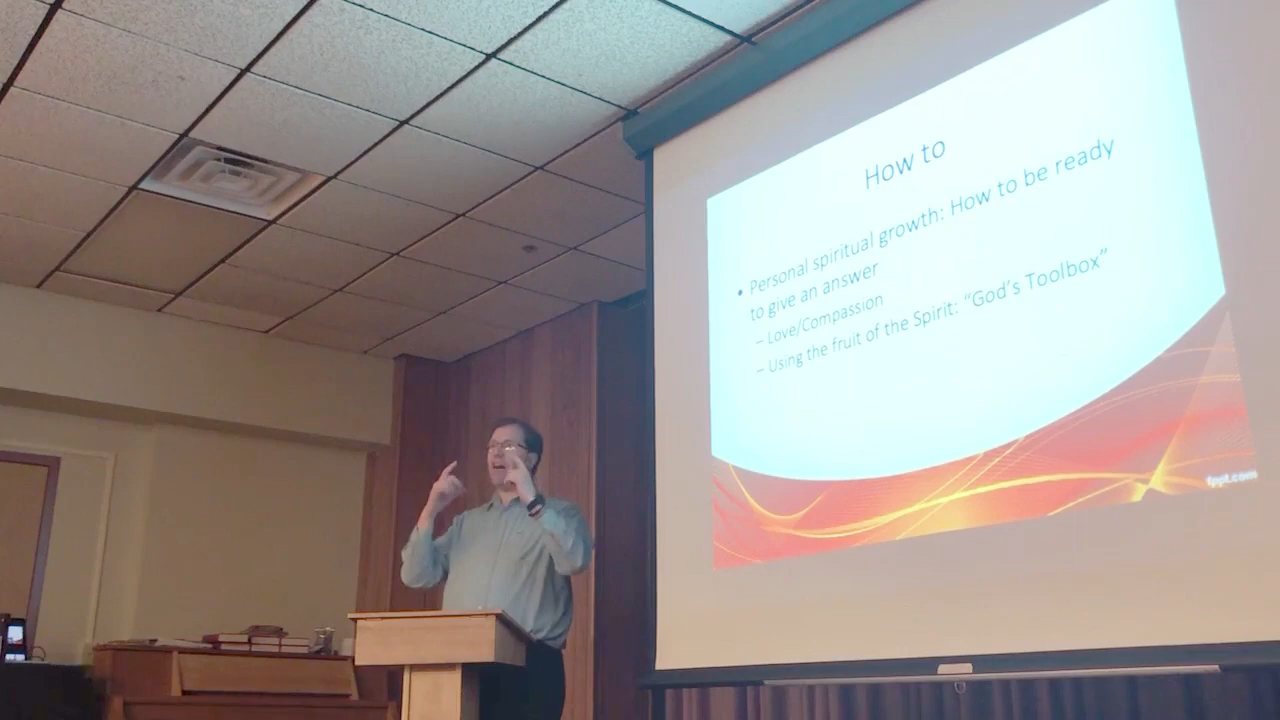 How to
• Personal spiritual growth: How to be ready
to give an answer
– Love/Compassion
– Using the fruit of the Spirit: “God’s Toolbox”
fppt.com